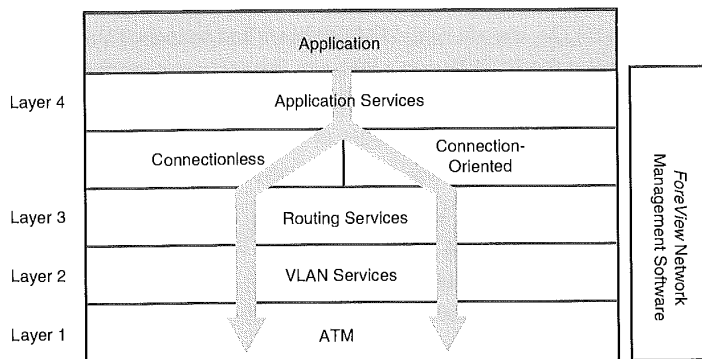 Application
Layer 4
Application Services
Connectionless
Connection-
Oriented
Layer 3
Routing Services
Layer 2
VLAN Services
Layer 1
ATM
ForeView Network
Management Software